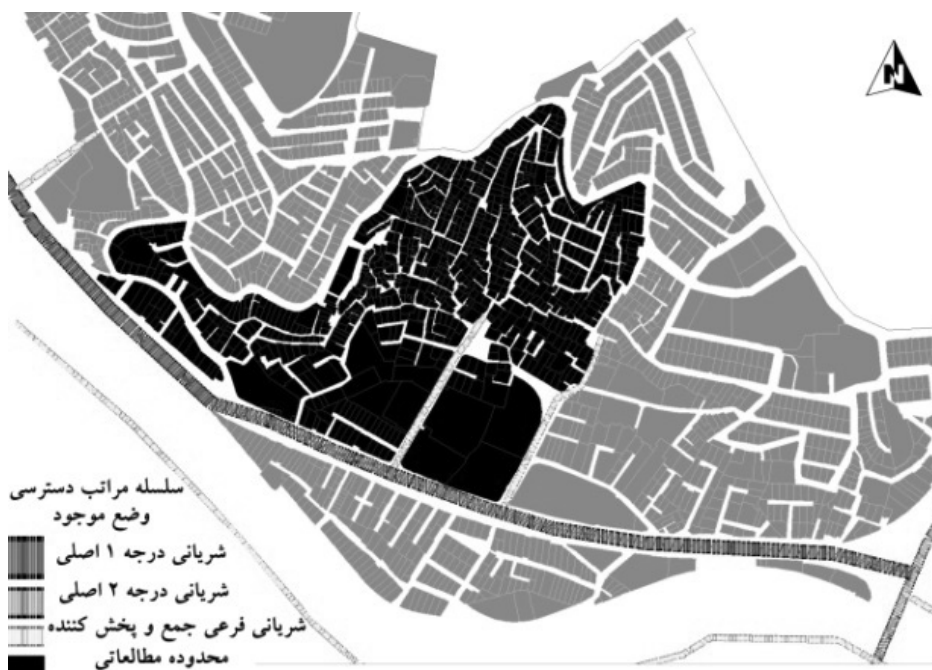 N
سلسله مراتب دسترسی
وضع موجود
شریانی درجه ۱ اصلی
شریانی درجه ۲ اصلی
شریانی فرعی جمع و پخش کننده
محدوده مطالعاتی